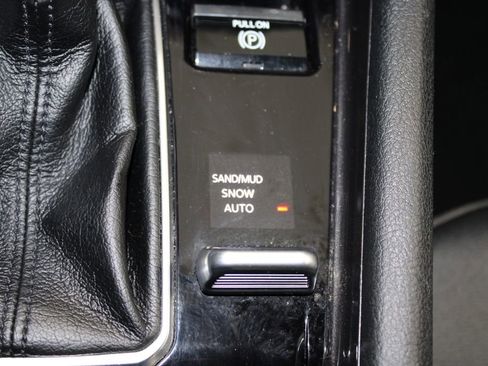 PULL ON
(P)
SAND/MUD
SNOW
AUTO